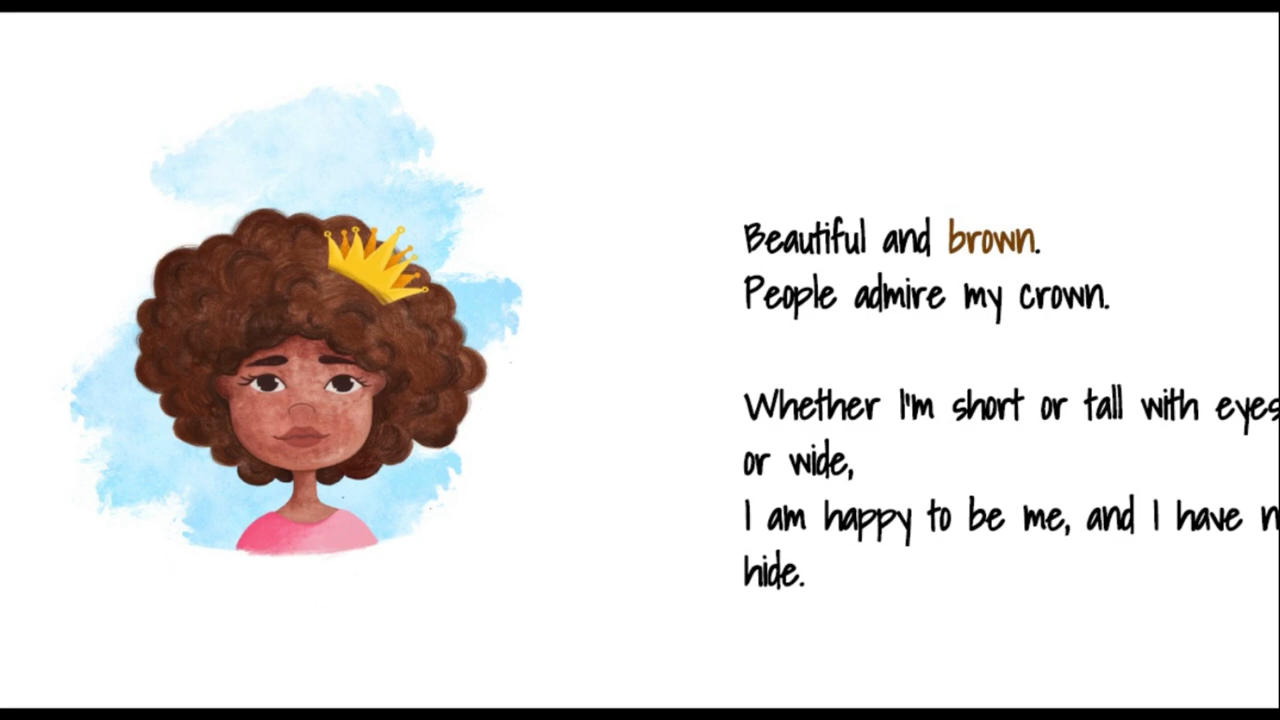 Beautiful and brown.
People admire my crown.
Whether I'm short or tall with eyes
or wide,
I am happy to be me, and I have
hide.